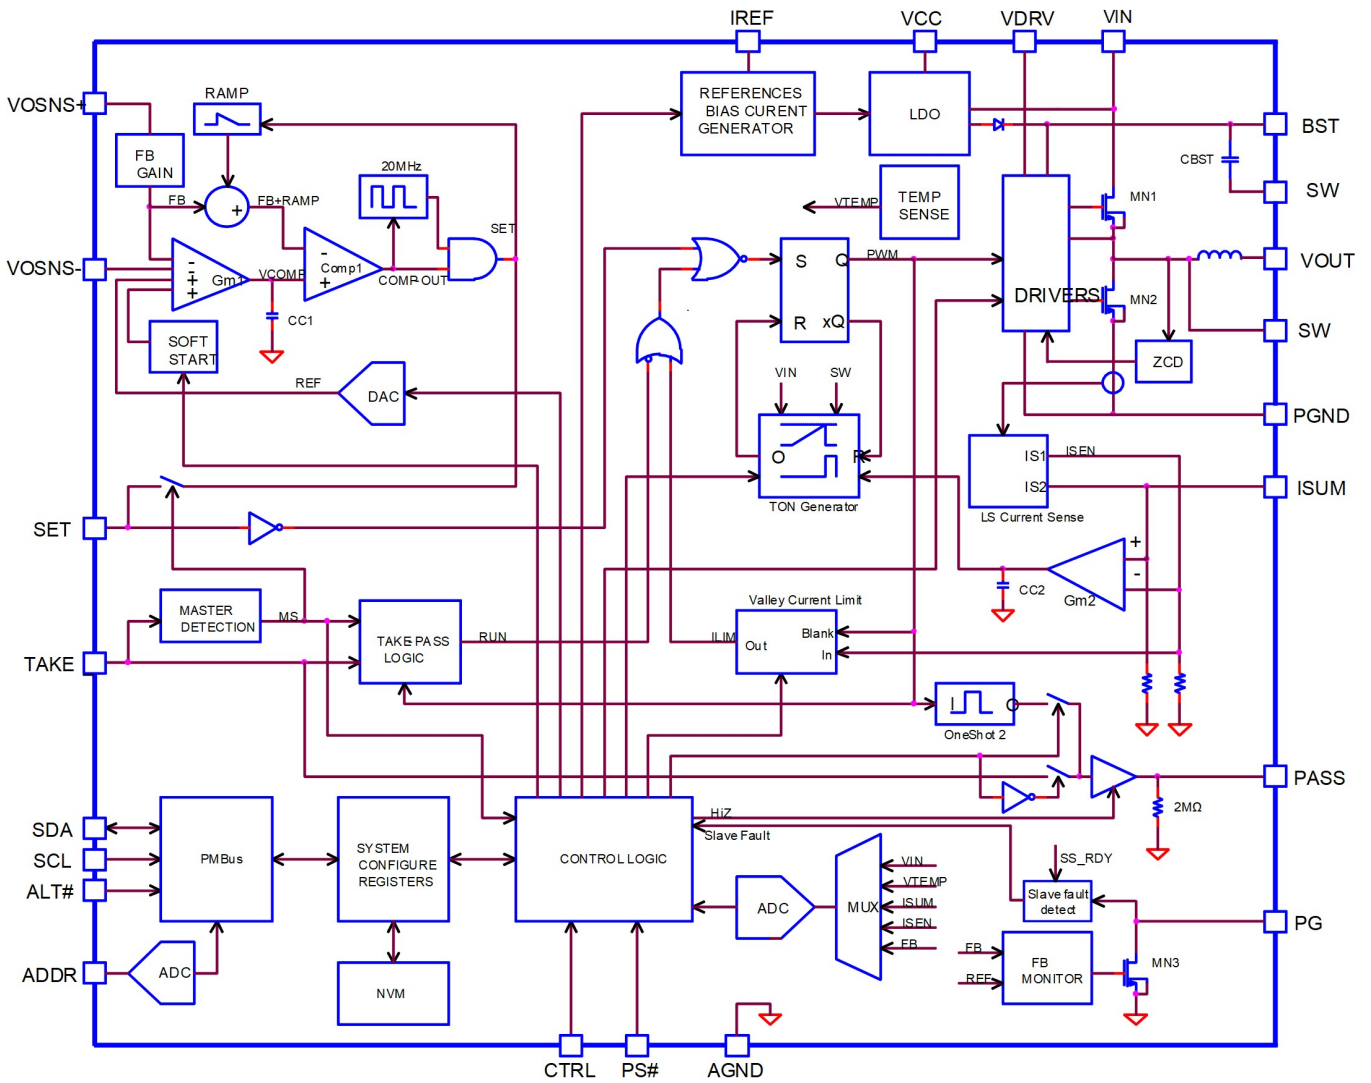 IREF
VCC
VDRV
VIN
VOSNS+
RAMP
REFERENCES
BIAS CURRENT
GENERATOR
LDO
BST
FB
GAIN
20MHz
CBST
FB
+
FB+RAMP
SET
TEMP
SENSE
VTEMP
MN1
SW
VOSNS-
-
-
+
+
Gm1
VCOMP
-
Comp1
+
COMP-OUT
S
Q
PWM
R
xQ
DRIVERS
MN2
VOUT
CC1
SOFT
START
SW
ZCD
REF
DAC
VIN
SW
PGND
O
R
TON Generator
IS1
ISEN
IS2
LS Current Sense
ISUM
SET
+
-
Gm2
CC2
MASTER
DETECTION
MS
TAKE-PASS
LOGIC
RUN
Valley Current Limit
ILIM
Out
Blank
In
TAKE
I
O
OneShot 2
PASS
2MΩ
SDA
SCL
ALT#
PMBus
SYSTEM
CONFIGURE
REGISTERS
CONTROL LOGIC
HiZ
Slave Fault
ADC
MUX
VIN
VTEMP
ISUM
ISEN
FB
SS_RDY
Slave fault
detect
PG
FB
REF
FB
MONITOR
MN3
ADDR
ADC
NVM
CTRL
PS#
AGND